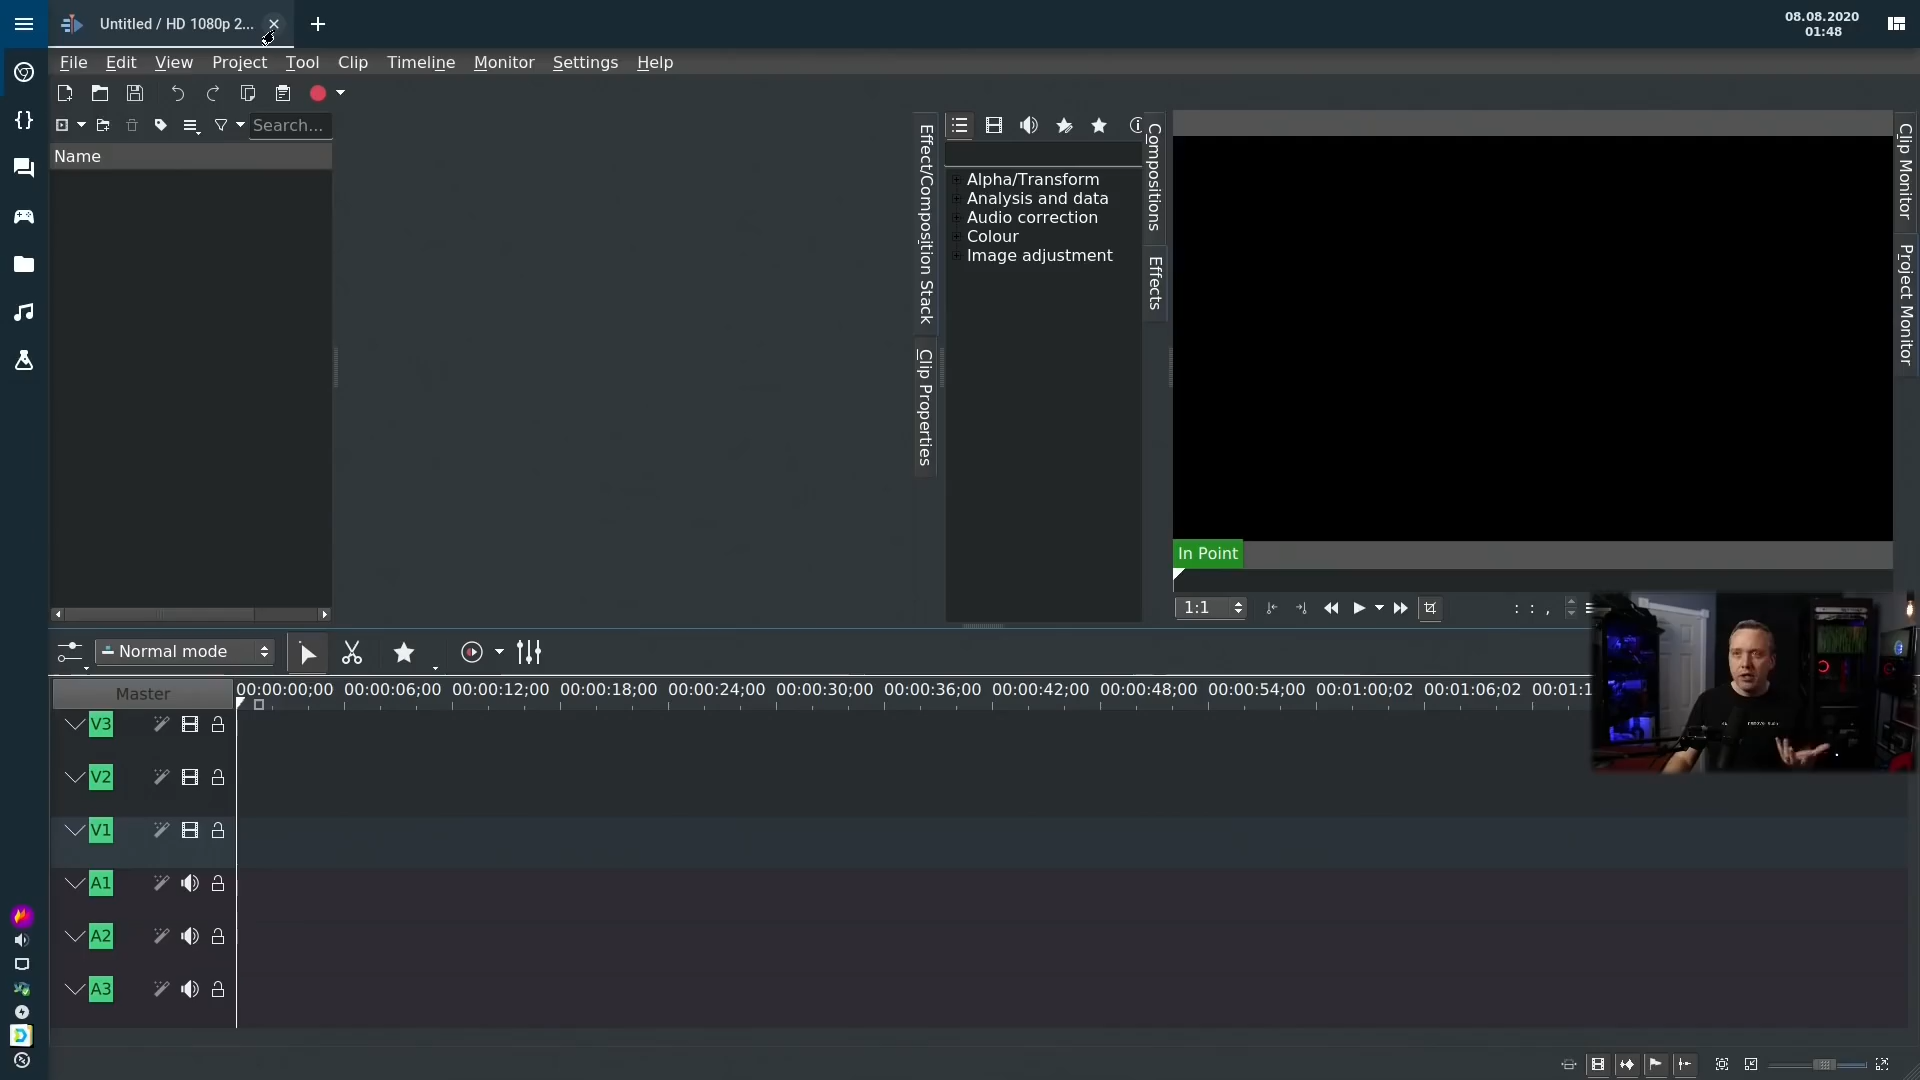 Untitled / HD 1080p 2...
08.08.2020
01:48
File Edit View Project Tool Clip Timeline Monitor Settings Help
Search...
Name
Effect/Composition Stack
Clip Properties
Alpha/Transform
Analysis and data
Audio correction
Colour
Image adjustment
Compositions
Effects
Clip Monitor
Project Monitor
In Point
1:1
: : ,
Normal mode
Master
00:00:00;00 00:00:06;00 00:00:12;00 00:00:18;00 00:00:24;00 00:00:30;00 00:00:36;00 00:00:42;00 00:00:48;00 00:00:54;00 00:01:00;02 00:01:06;02 00:01:1
V3
V2
V1
A1
A2
A3